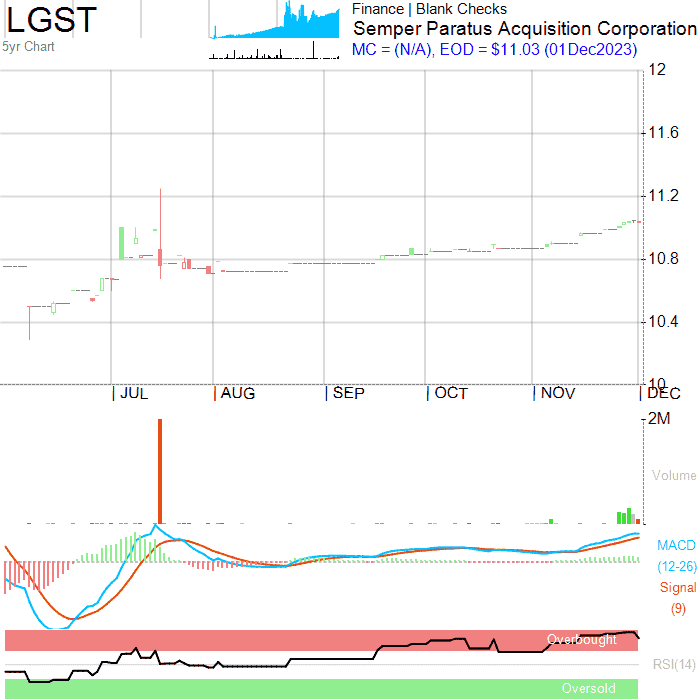 LGST
5yr Chart
Finance | Blank Checks
Semper Paratus Acquisition Corporation
MC = (N/A), EOD = $11.03 (01Dec2023)
12
11.6
11.2
10.8
10.4
10
JUL
AUG
SEP
OCT
NOV
DEC
2M
Volume
MACD
(12-26)
Signal
(9)
Overbought
RSI(14)
Oversold